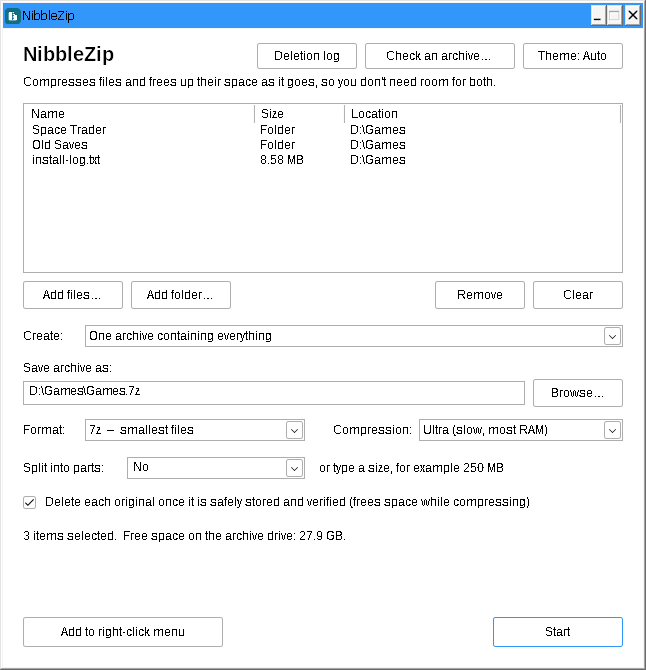 NibbleZip
NibbleZip
Deletion log
Check an archive...
Theme: Auto
Compresses files and frees up their space as it goes, so you don't need room for both.
Name Size Location
Space Trader Folder D:\Games
Old Saves Folder D:\Games
install-log.txt 8.58 MB D:\Games
Add files...
Add folder...
Remove
Clear
Create: One archive containing everything
Save archive as:
D:\Games\Games.7z
Browse...
Format: 7z – smallest files
Compression: Ultra (slow, most RAM)
Split into parts: No or type a size, for example 250 MB
Delete each original once it is safely stored and verified (frees space while compressing)
3 items selected. Free space on the archive drive: 27.9 GB.
Add to right-click menu
Start